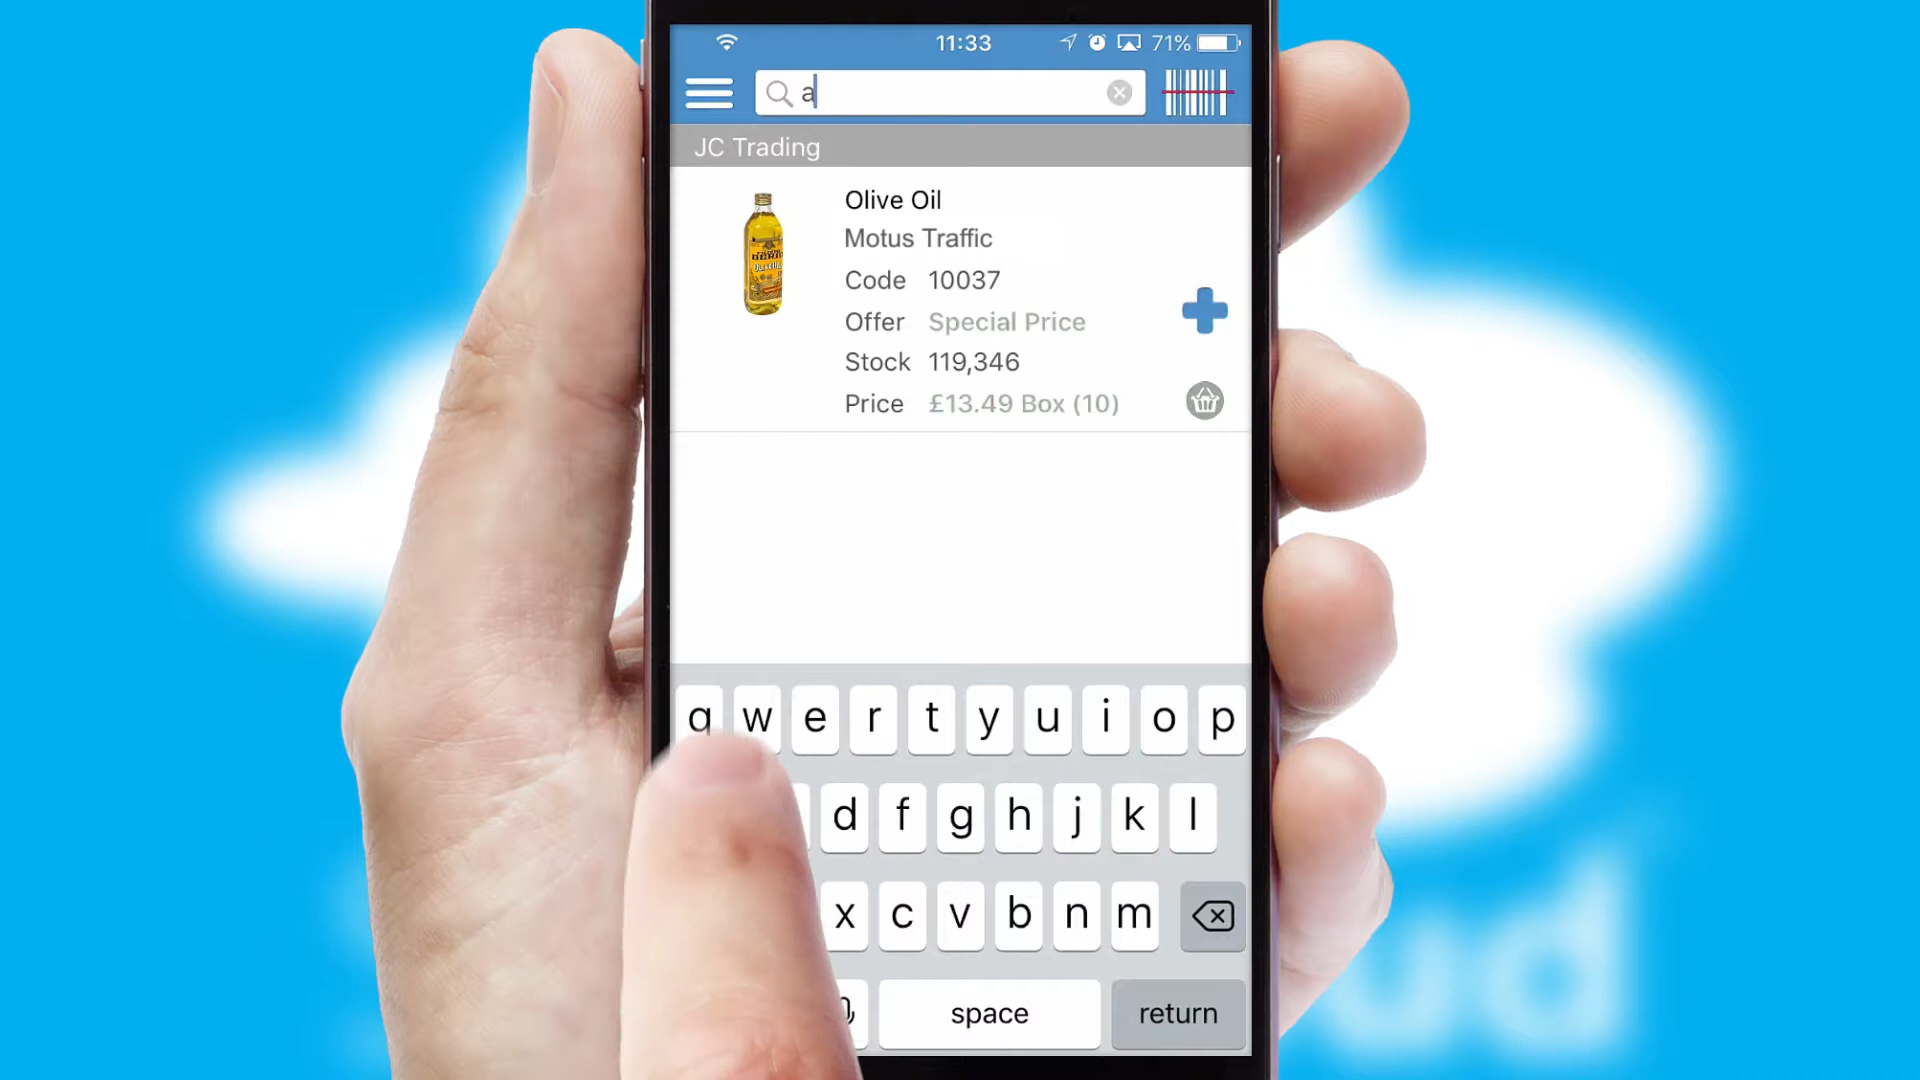 11:33
71%
a
JC Trading
Olive Oil
Motus Traffic
Code 10037
Offer Special Price
Stock 119,346
Price £13.49 Box (10)
q w e r t y u i o p
d f g h j k l
x c v b n m
space return
ud